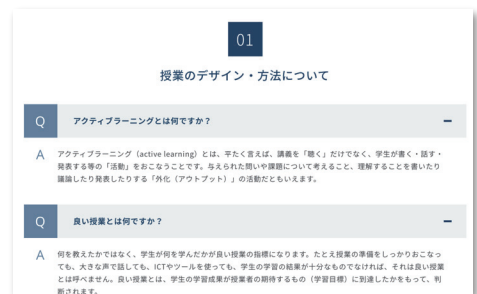 01
授業のデザイン・方法について
Q アクティブラーニングとは何ですか？
A アクティブラーニング（active learning）とは、平たく言えば、講義を「聴く」だけでなく、学生が書く・話す・
発表する等の「活動」をおこなうことです。与えられた問いや課題について考えること、理解することを書いたり
議論したり発表したりする「外化（アウトプット）」の活動だともいえます。
Q 良い授業とは何ですか？
A 何を教えたかではなく、学生が何を学んだかが良い授業の指標になります。たとえ授業の準備をしっかりおこなっ
ても、大きな声で話しても、ICTやツールを使っても、学生の学習の結果が十分なものでなければ、それは良い授業
とは呼べません。良い授業とは、学生の学習成果が授業者の期待するもの（学習目標）に到達したかをもって、判
断されます。